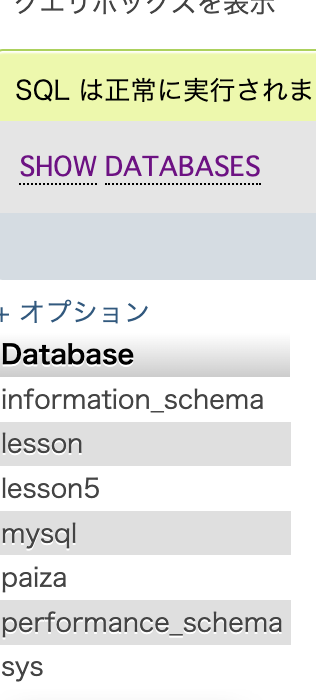 クエリボックスを表示
SQL は正常に実行されま
SHOW DATABASES
+ オプション
Database
information_schema
lesson
lesson5
mysql
paiza
performance_schema
sys